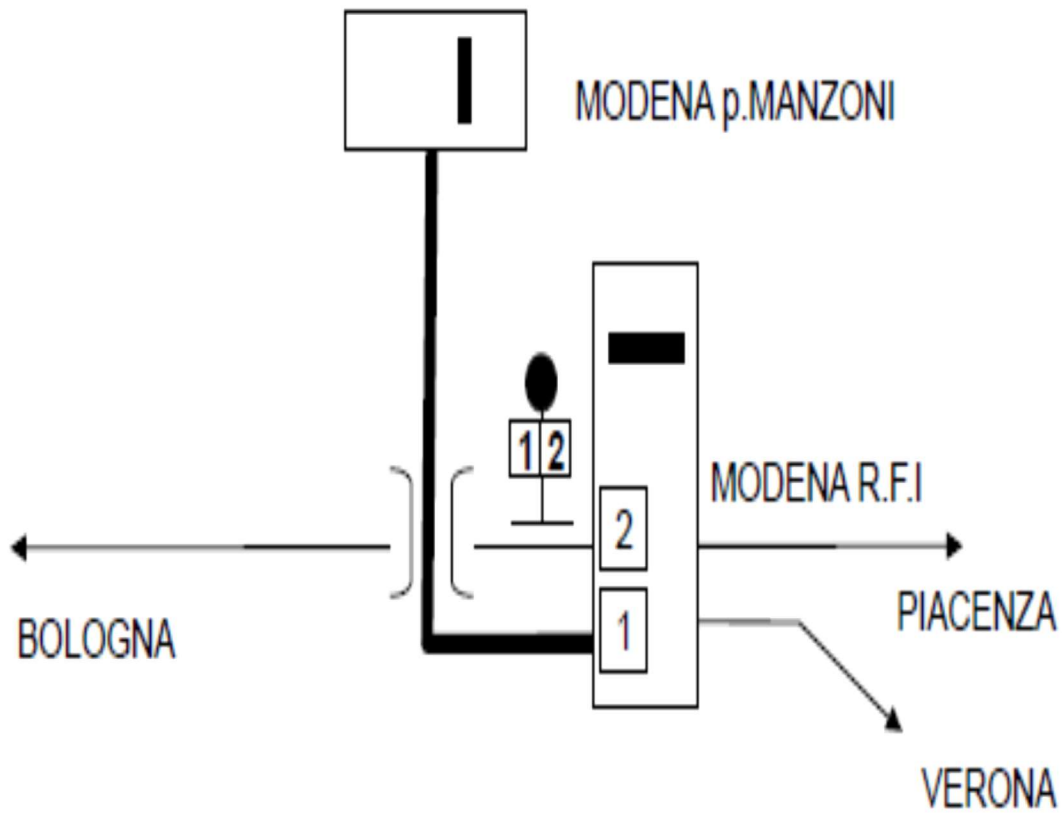 MODENA p.MANZONI
1 2
MODENA R.F.I
2
1
BOLOGNA
PIACENZA
VERONA